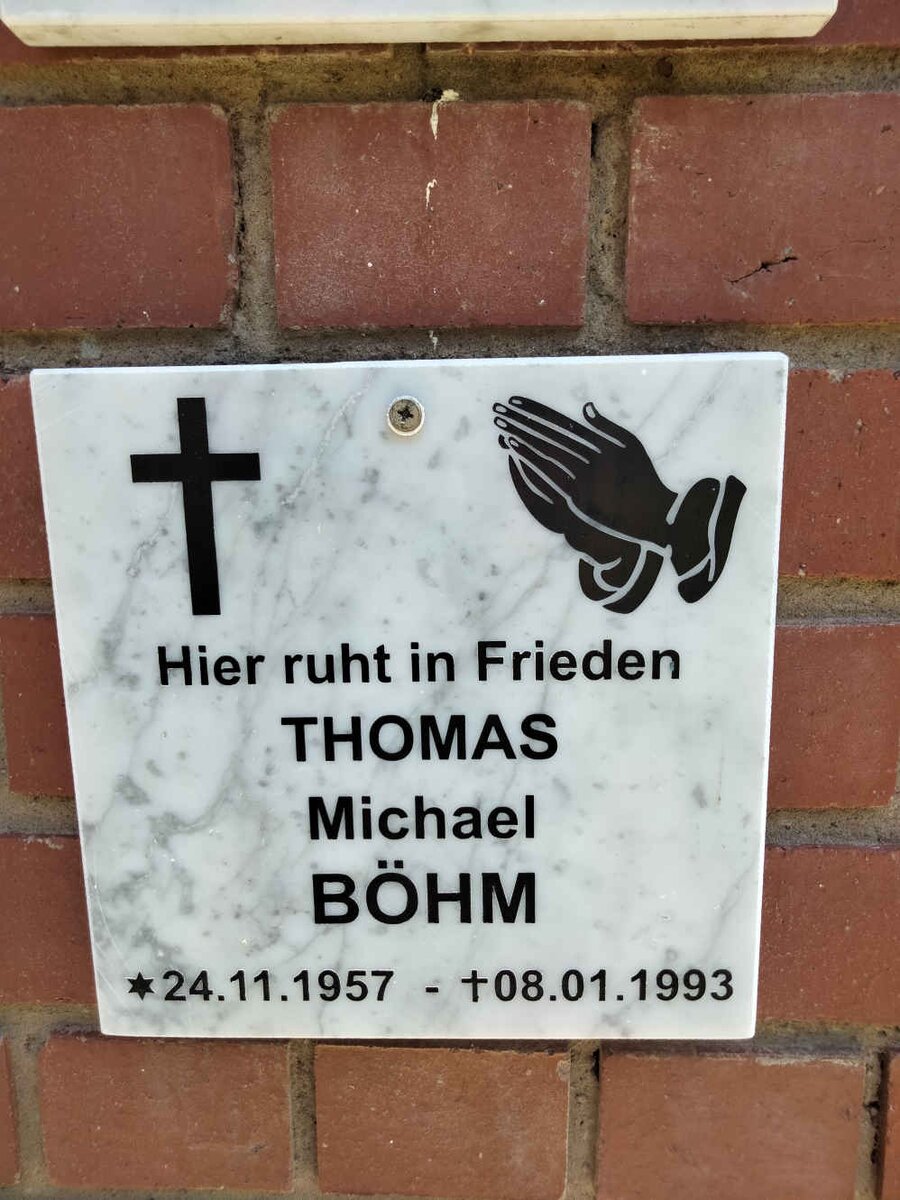 Hier ruht in Frieden
THOMAS
Michael
BÖHM
✶24.11.1957 - †08.01.1993